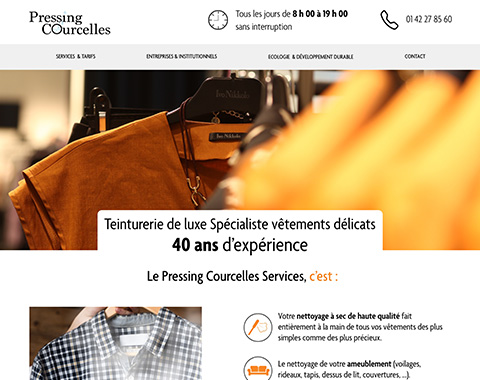 Pressing
COurcelles
Tous les jours de 8 h 00 à 19 h 00
sans interruption
01 42 27 85 60
SERVICES & TARIFS
ENTREPRISES & INSTITUTIONNELS
ECOLOGIE & DÉVELOPPEMENT DURABLE
CONTACT
Teinturerie de luxe Spécialiste vêtements délicats
40 ans d’expérience
Le Pressing Courcelles Services, c’est :
Votre nettoyage à sec de haute qualité fait
entièrement à la main de tous vos vêtements des plus
simples comme des plus précieux.
Le nettoyage de votre ameublement (voilages,
rideaux, tapis, dessus de lit, couvertures, ...).